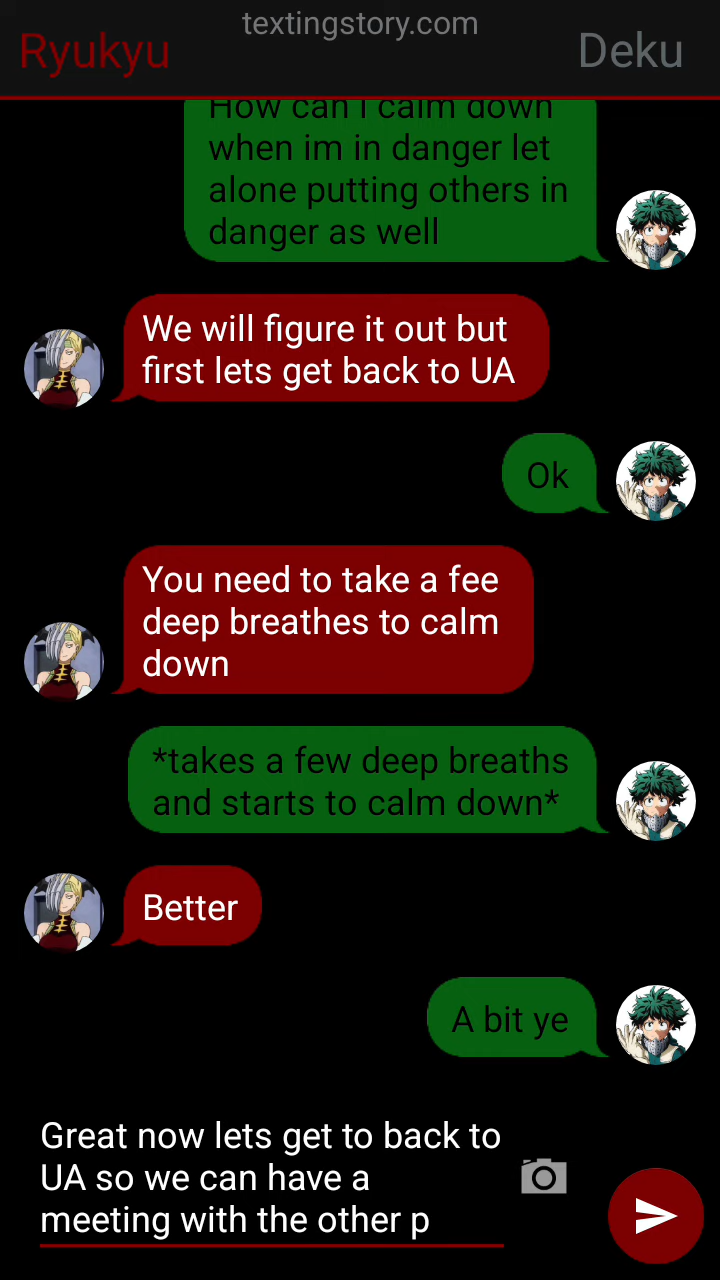 textingstory.com
Ryukyu
Deku
How can I calm down
when im in danger let
alone putting others in
danger as well
We will figure it out but
first lets get back to UA
Ok
You need to take a fee
deep breathes to calm
down
*takes a few deep breaths
and starts to calm down*
Better
A bit ye
Great now lets get to back to
UA so we can have a
meeting with the other p